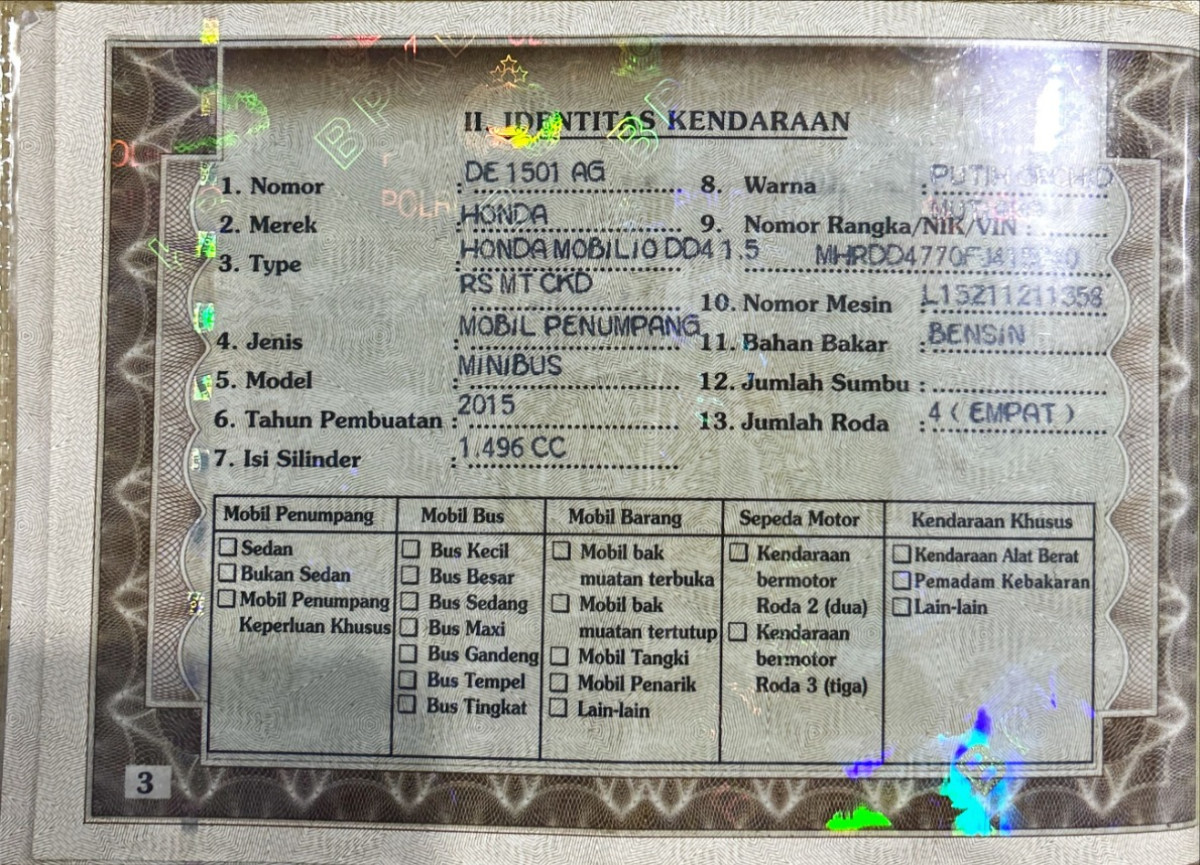 II. IDENTITAS KENDARAAN
1. Nomor : DE 1501 AG
2. Merek : HONDA
3. Type : HONDA MOBILIO DD4 1.5
RS MT CKD
4. Jenis : MOBIL PENUMPANG
5. Model : MINIBUS
6. Tahun Pembuatan : 2015
7. Isi Silinder : 1.496 CC
8. Warna : PUTIH
9. Nomor Rangka/NIK/VIN :
10. Nomor Mesin L15Z11211358
11. Bahan Bakar : BENSIN
12. Jumlah Sumbu :
13. Jumlah Roda : 4 ( EMPAT )
Mobil Penumpang
Sedan
Bukan Sedan
Mobil Penumpang
Keperluan Khusus
Mobil Bus
Bus Kecil
Bus Besar
Bus Sedang
Bus Maxi
Bus Gandeng
Bus Tempel
Bus Tingkat
Mobil Barang
Mobil bak
muatan terbuka
Mobil bak
muatan tertutup
Mobil Tangki
Mobil Penarik
Lain-lain
Sepeda Motor
Kendaraan
bermotor
Roda 2 (dua)
Kendaraan
bermotor
Roda 3 (tiga)
Kendaraan Khusus
Kendaraan Alat Berat
Pemadam Kebakaran
Lain-lain
3